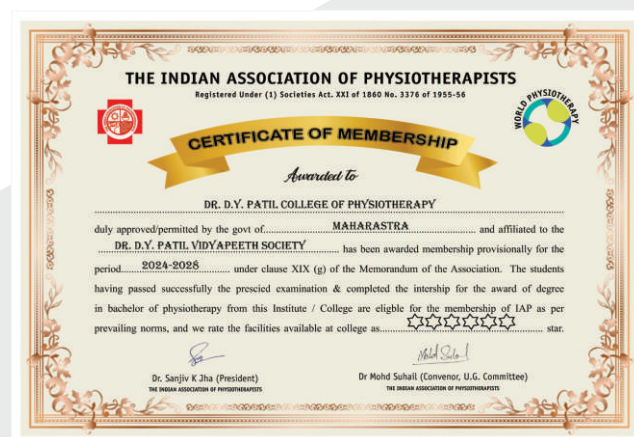 THE INDIAN ASSOCIATION OF PHYSIOTHERAPISTS
Registered Under (1) Societies Act. XXI of 1860 No. 3376 of 1955-56
WORLD PHYSIOTHERAPY
CERTIFICATE OF MEMBERSHIP
Awarded to
DR. D.Y. PATIL COLLEGE OF PHYSIOTHERAPY
duly approved/permitted by the govt of MAHARASTRA and affiliated to the
DR. D.Y. PATIL VIDYAPEETH SOCIETY has been awarded membership provisionally for the
period 2024-2028 under clause XIX (g) of the Memorandum of the Association. The students
having passed successfully the prescied examination & completed the intership for the award of degree
in bachelor of physiotherapy from this Institute / College are eligble for the membership of IAP as per
prevailing norms, and we rate the facilities available at college as ☆☆☆☆☆☆ star.
Mohd Suhail
Dr. Sanjiv K Jha (President)
THE INDIAN ASSOCIATION OF PHYSIOTHERAPISTS
Dr Mohd Suhail (Convenor, U.G. Committee)
THE INDIAN ASSOCIATION OF PHYSIOTHERAPISTS